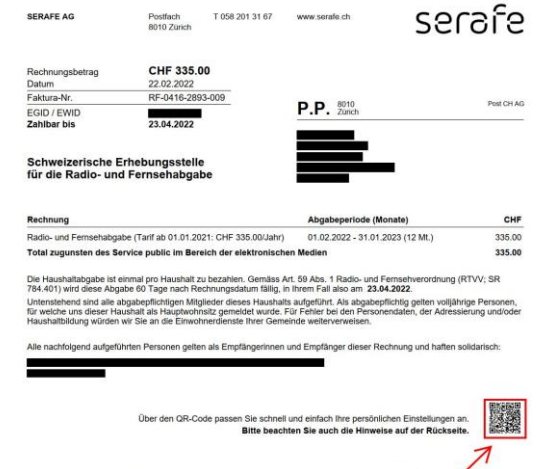 SERAFE AG
Postfach
8010 Zürich
T 058 201 31 67
www.serafe.ch
serafe
Rechnungsbetrag CHF 335.00
Datum 22.02.2022
Faktura-Nr. RF-0416-2893-009
EGID / EWID
Zahlbar bis 23.04.2022
P.P. 8010 Zürich
Post CH AG
Schweizerische Erhebungsstelle
für die Radio- und Fernsehabgabe
Rechnung Abgabeperiode (Monate) CHF
Radio- und Fernsehabgabe (Tarif ab 01.01.2021: CHF 335.00/Jahr) 01.02.2022 - 31.01.2023 (12 Mt.) 335.00
Total zugunsten des Service public im Bereich der elektronischen Medien 335.00
Die Haushaltabgabe ist einmal pro Haushalt zu bezahlen. Gemäss Art. 59 Abs. 1 Radio- und Fernsehverordnung (RTVV; SR
784.401) wird diese Abgabe 60 Tage nach Rechnungsdatum fällig, in Ihrem Fall also am 23.04.2022.
Untenstehend sind alle abgabepflichtigen Mitglieder dieses Haushalts aufgeführt. Als abgabepflichtig gelten volljährige Personen,
für welche uns dieser Haushalt als Hauptwohnsitz gemeldet wurde. Für Fehler bei den Personendaten, der Adressierung und/oder
Haushaltbildung würden wir Sie an die Einwohnerdienste Ihrer Gemeinde weiterverweisen.
Alle nachfolgend aufgeführten Personen gelten als Empfängerinnen und Empfänger dieser Rechnung und haften solidarisch:
Über den QR-Code passen Sie schnell und einfach Ihre persönlichen Einstellungen an.
Bitte beachten Sie auch die Hinweise auf der Rückseite.